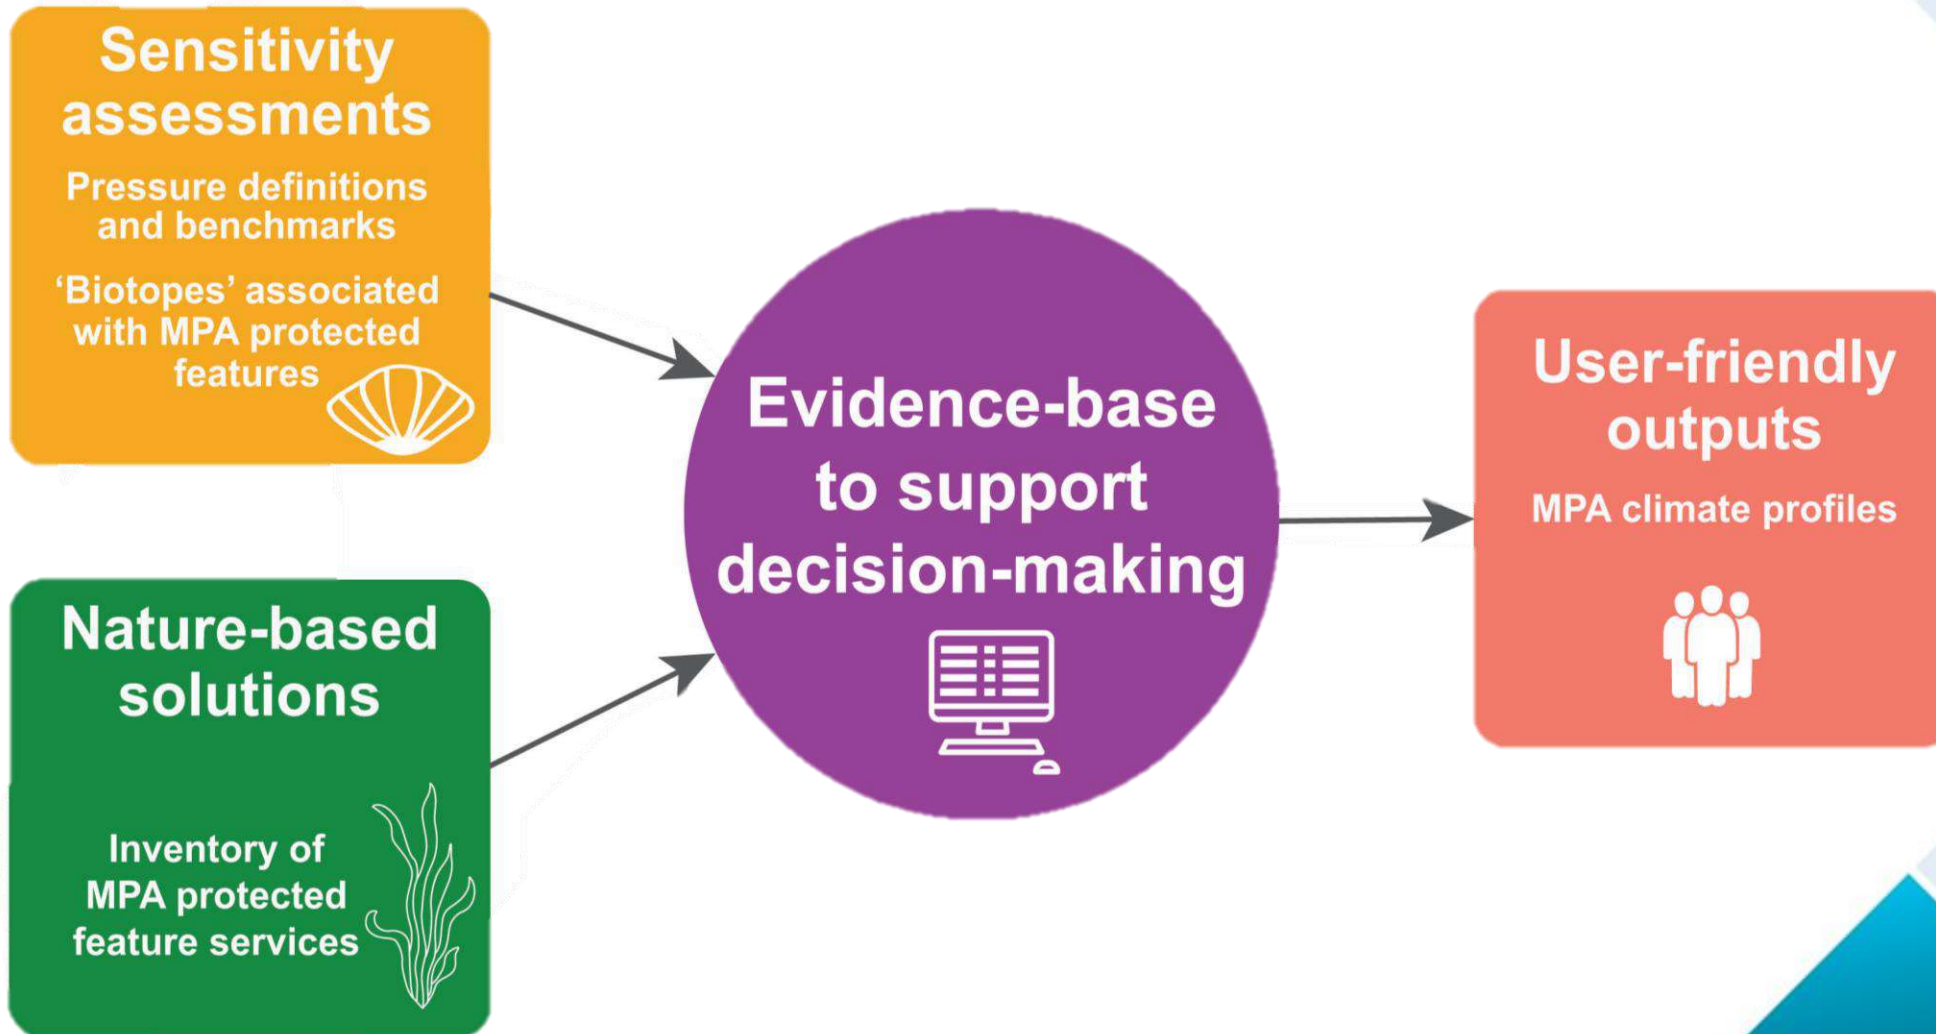 Sensitivity
assessments
Pressure definitions
and benchmarks
‘Biotopes’ associated
with MPA protected
features
Nature-based
solutions
Inventory of
MPA protected
feature services
Evidence-base
to support
decision-making
User-friendly
outputs
MPA climate profiles